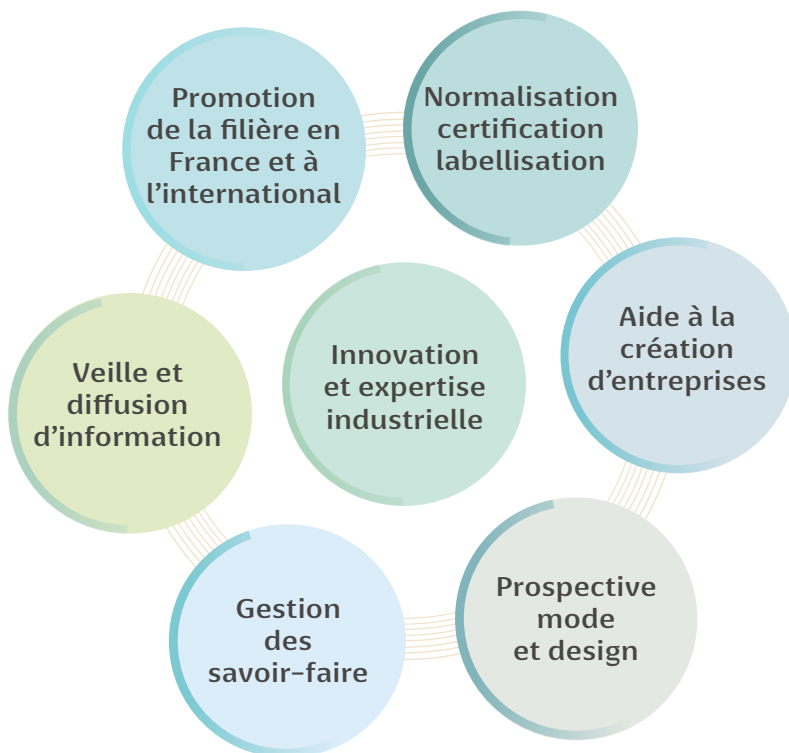 Promotion
de la filière en
France et à
l'international
Normalisation
certification
labellisation
Aide à la
création
d'entreprises
Veille et
diffusion
d'information
Innovation
et expertise
industrielle
Prospective
mode
et design
Gestion
des
savoir-faire